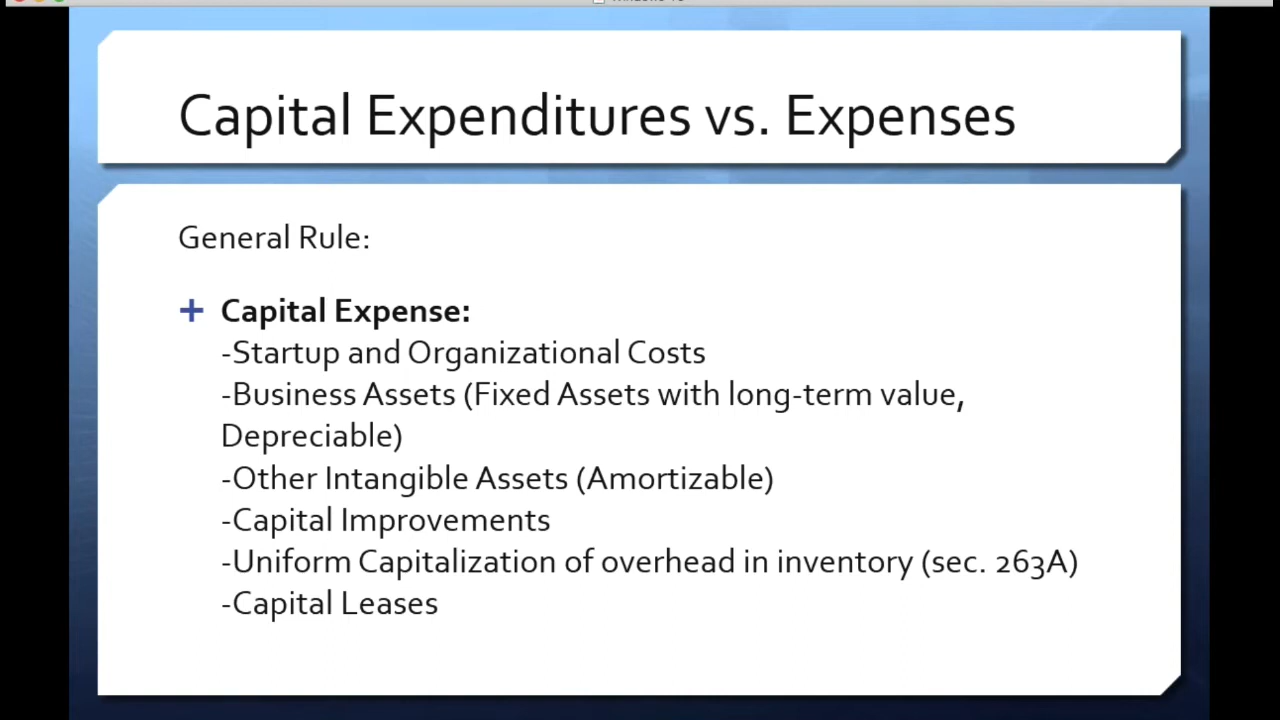 Capital Expenditures vs. Expenses
General Rule:
+ Capital Expense:
-Startup and Organizational Costs
-Business Assets (Fixed Assets with long-term value,
Depreciable)
-Other Intangible Assets (Amortizable)
-Capital Improvements
-Uniform Capitalization of overhead in inventory (sec. 263A)
-Capital Leases